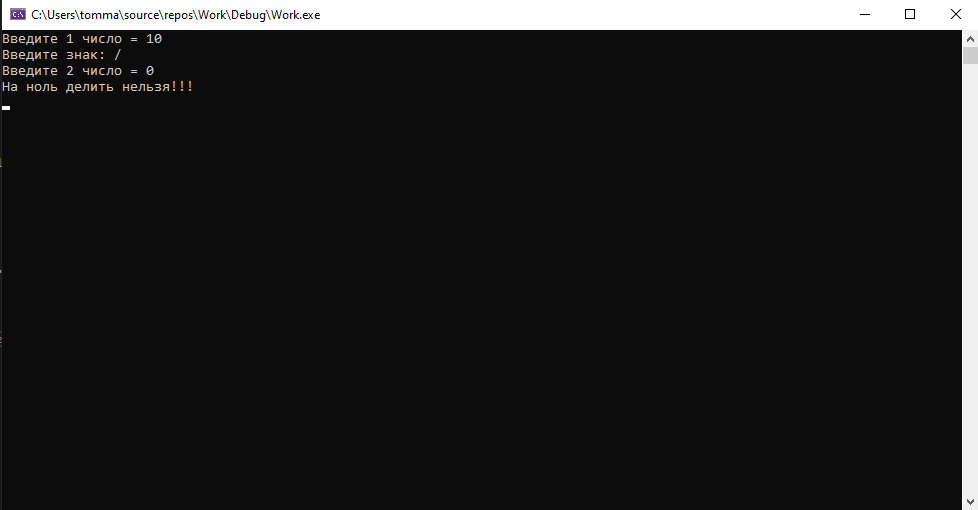 C:\Users\tomma\source\repos\Work\Debug\Work.exe
Введите 1 число = 10
Введите знак: /
Введите 2 число = 0
На ноль делить нельзя!!!